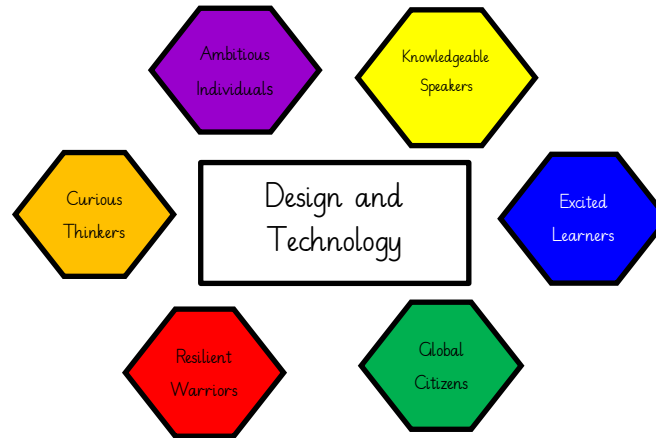 Ambitious
Individuals
Knowledgeable
Speakers
Curious
Thinkers
Design and
Technology
Excited
Learners
Resilient
Warriors
Global
Citizens